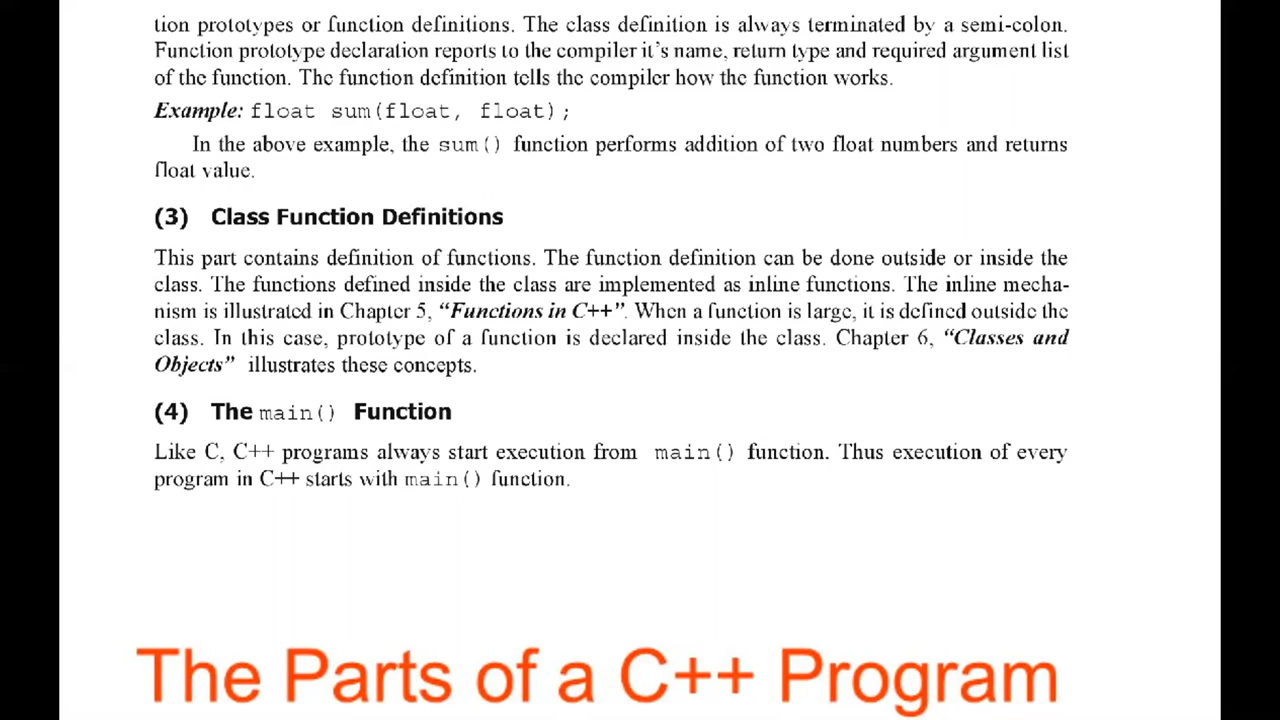 tion prototypes or function definitions. The class definition is always terminated by a semi-colon.
Function prototype declaration reports to the compiler it's name, return type and required argument list
of the function. The function definition tells the compiler how the function works.
Example: float sum(float, float);
In the above example, the sum() function performs addition of two float numbers and returns
float value.
(3) Class Function Definitions
This part contains definition of functions. The function definition can be done outside or inside the
class. The functions defined inside the class are implemented as inline functions. The inline mecha-
nism is illustrated in Chapter 5, “Functions in C++”. When a function is large, it is defined outside the
class. In this case, prototype of a function is declared inside the class. Chapter 6, “Classes and
Objects” illustrates these concepts.
(4) The main() Function
Like C, C++ programs always start execution from main() function. Thus execution of every
program in C++ starts with main() function.
The Parts of a C++ Program